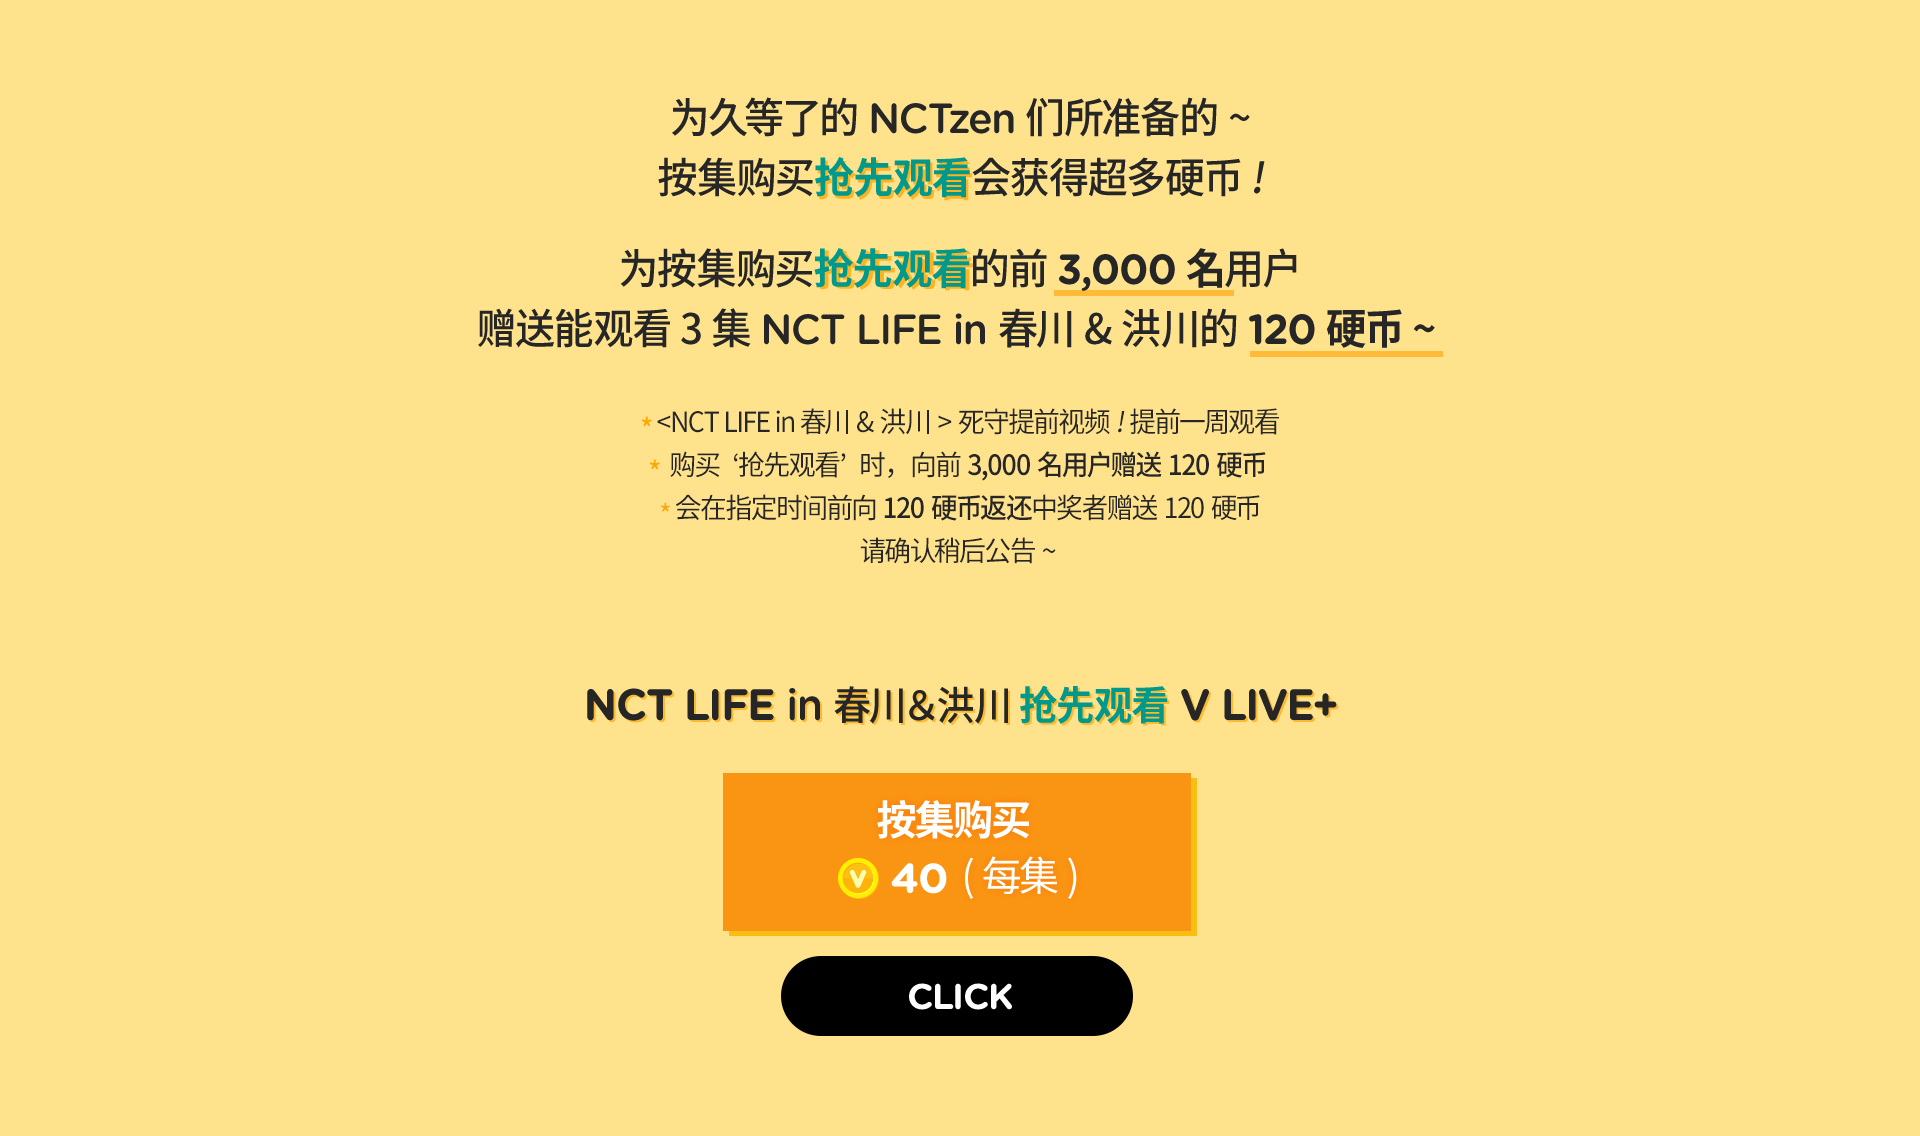 为久等了的 NCTzen 们所准备的 ~
按集购买抢先观看会获得超多硬币 !
为按集购买抢先观看的前 3,000 名用户
赠送能观看 3 集 NCT LIFE in 春川 & 洪川的 120 硬币 ~
* <NCT LIFE in 春川 & 洪川 > 死守提前视频 ! 提前一周观看
* 购买‘抢先观看’时，向前 3,000 名用户赠送 120 硬币
* 会在指定时间前向 120 硬币返还中奖者赠送 120 硬币
请确认稍后公告 ~
NCT LIFE in 春川&洪川 抢先观看 V LIVE+
按集购买
V 40 ( 每集 )
CLICK